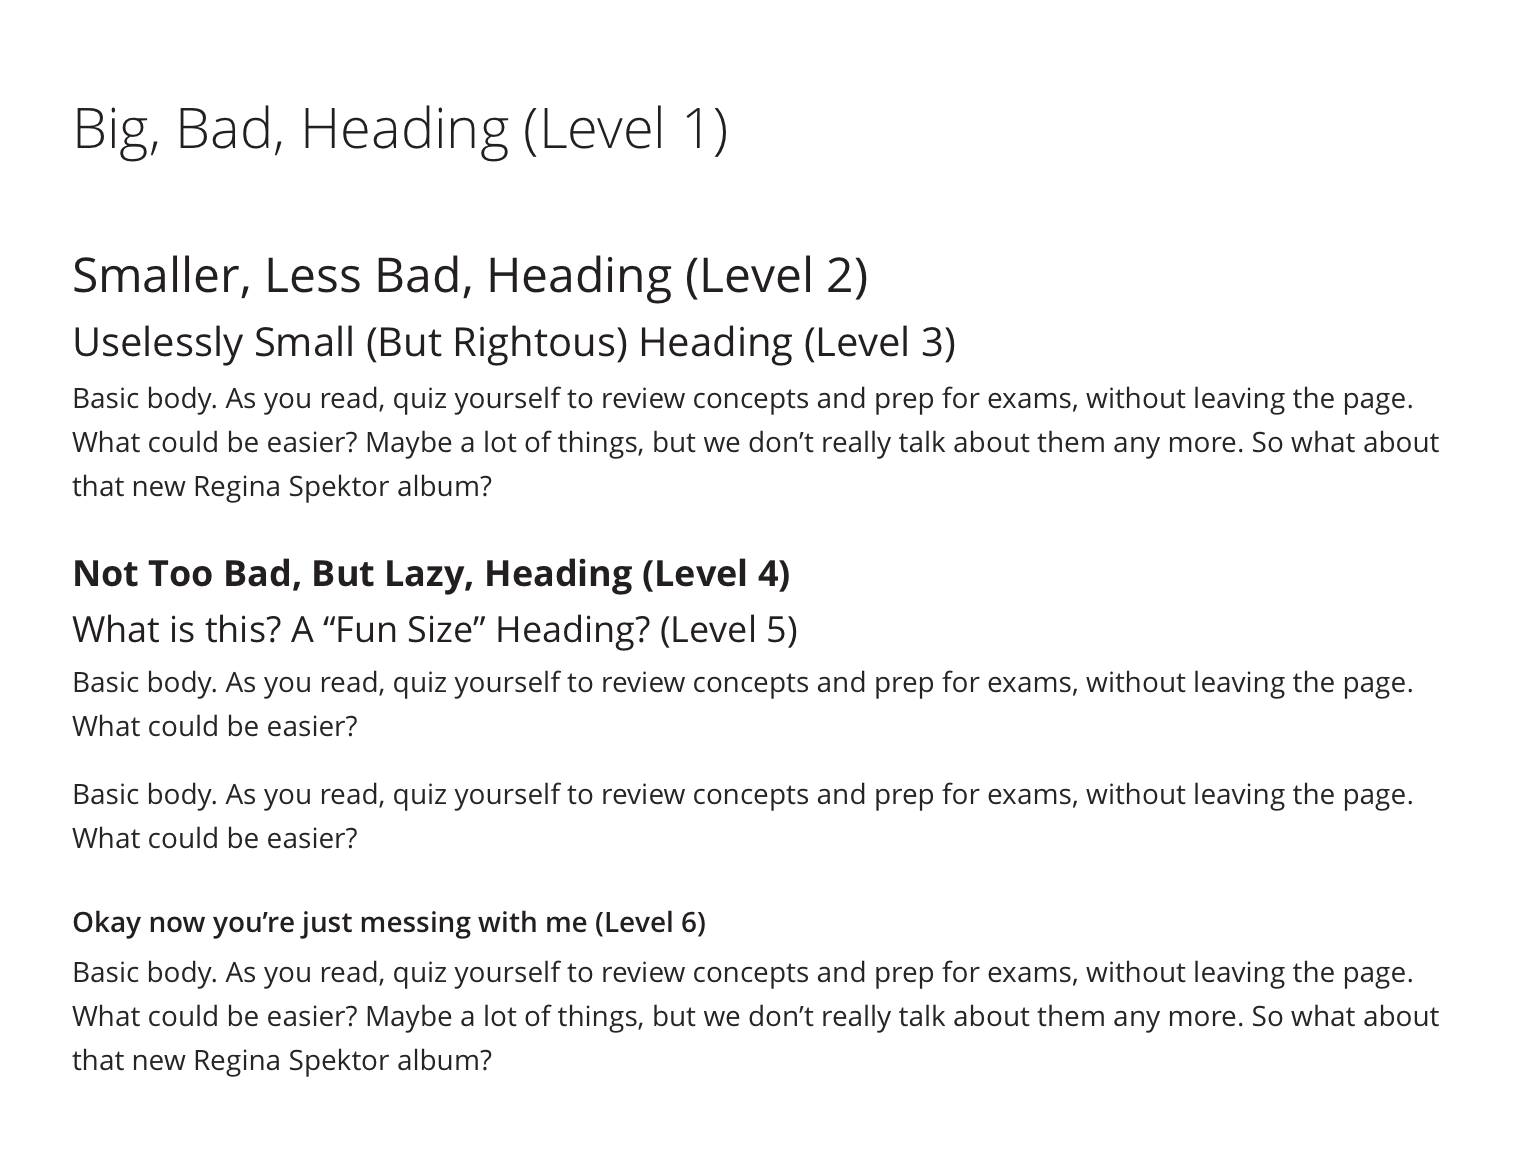 Big, Bad, Heading (Level 1)
Smaller, Less Bad, Heading (Level 2)
Uselessly Small (But Rightous) Heading (Level 3)
Basic body. As you read, quiz yourself to review concepts and prep for exams, without leaving the page.
What could be easier? Maybe a lot of things, but we don’t really talk about them any more. So what about
that new Regina Spektor album?
Not Too Bad, But Lazy, Heading (Level 4)
What is this? A “Fun Size” Heading? (Level 5)
Basic body. As you read, quiz yourself to review concepts and prep for exams, without leaving the page.
What could be easier?
Basic body. As you read, quiz yourself to review concepts and prep for exams, without leaving the page.
What could be easier?
Okay now you’re just messing with me (Level 6)
Basic body. As you read, quiz yourself to review concepts and prep for exams, without leaving the page.
What could be easier? Maybe a lot of things, but we don’t really talk about them any more. So what about
that new Regina Spektor album?